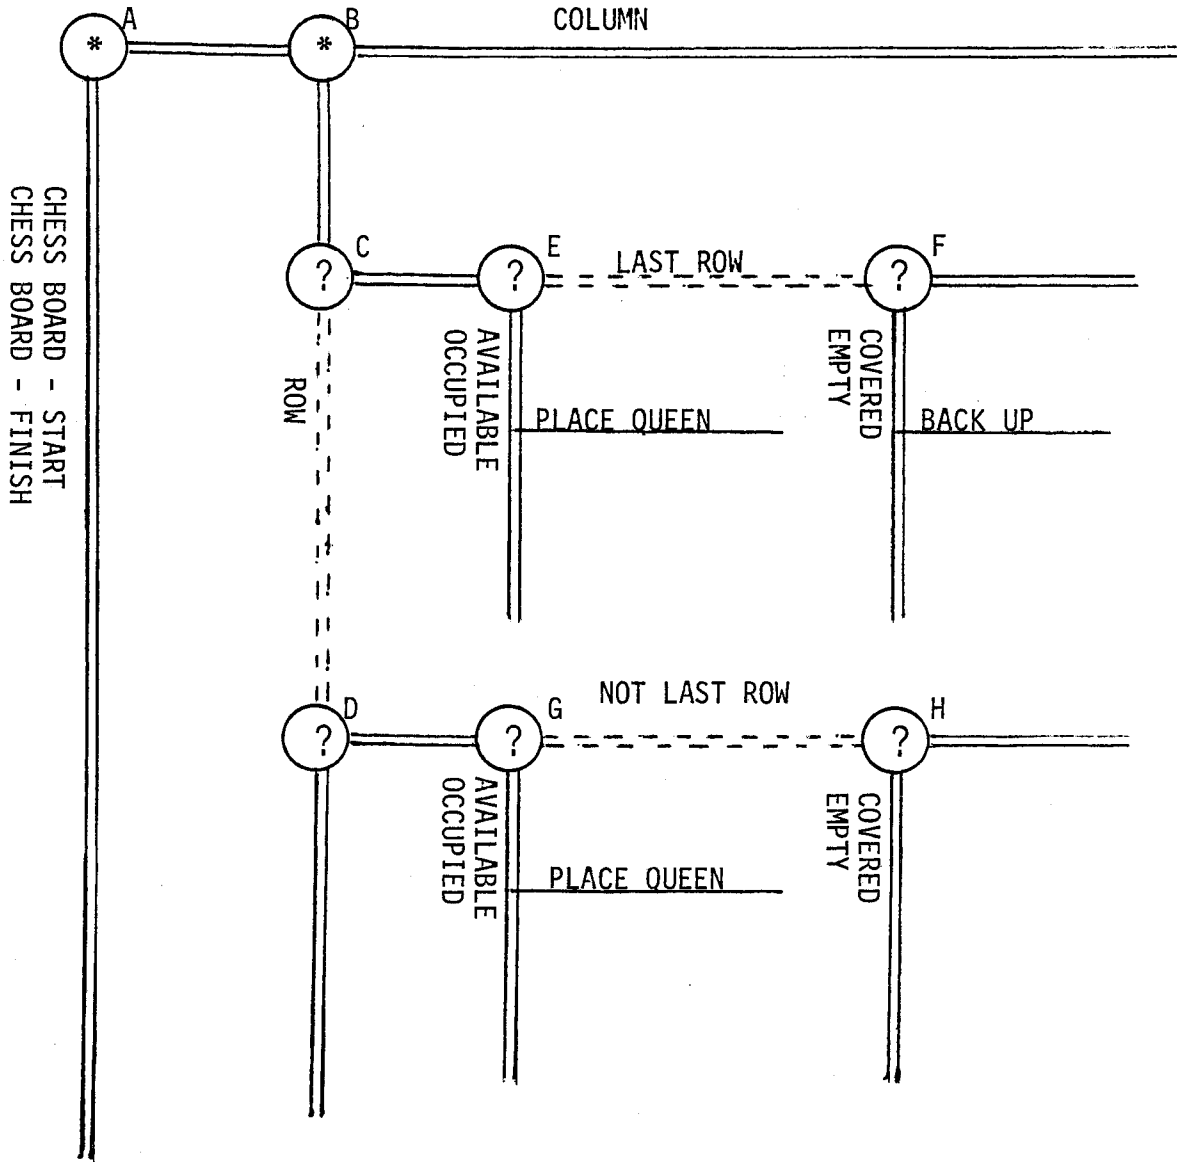 A
B
COLUMN
*
*
CHESS BOARD - START
CHESS BOARD - FINISH
C
E
F
?
?
LAST ROW
?
ROW
AVAILABLE
OCCUPIED
PLACE QUEEN
COVERED
EMPTY
BACK UP
NOT LAST ROW
D
G
H
?
?
?
AVAILABLE
OCCUPIED
PLACE QUEEN
COVERED
EMPTY